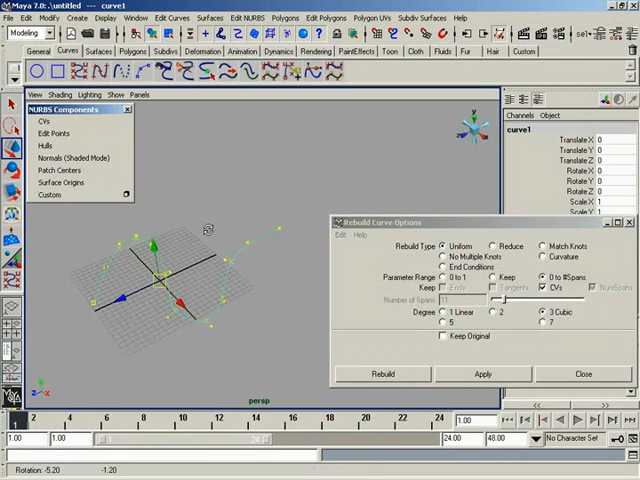 Maya 7.0: .\untitled --- curve1
File Edit Modify Create Display Window Edit Curves Surfaces Edit NURBS Polygons Edit Polygons Polygon UVs Subdiv Surfaces Deformation
Modeling sel
General Curves Surfaces Polygons Subdivs Deformation Animation Dynamics Rendering PaintEffects Toon Cloth Fluids Fur Hair Custom
View Shading Lighting Show Panels
NURBS Components
CVs
Edit Points
Hulls
Normals (Shaded Mode)
Patch Centers
Surface Origins
Custom
Channels Object
curve1
Translate X 0
Translate Y 0
Translate Z 0
Rotate X 0
Rotate Y 0
Rotate Z 0
Scale X 1
Scale Y 1
y
z
x
Rebuild Curve Options
Edit Help
Rebuild Type Uniform Reduce Match Knots
No Multiple Knots Curvature
End Conditions
Parameter Range 0 to 1 Keep 0 to #Spans
Keep Ends Tangents CVs NumSpans
Number of Spans 11
Degree 1 Linear 2 3 Cubic
5 7
Keep Original
Rebuild Apply Close
persp
2 4 6 8 10 12 14 16 18 20 22 24 1.00
1.00 1.00 1 24 24.00 48.00 No Character Set
Rotation: -5.20 -1.20